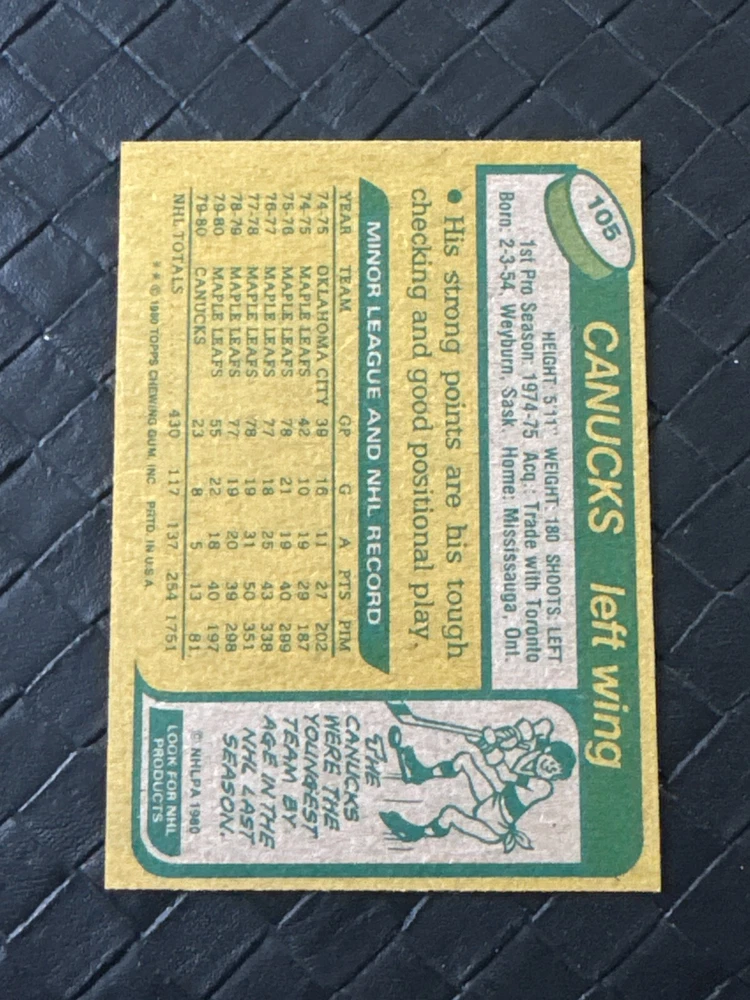 105
CANUCKS left wing
HEIGHT: 5'11" WEIGHT: 180 SHOOTS: LEFT
1st Pro Season: 1974-75 Acq.: Trade with Toronto
Born: 2-3-54, Weyburn, Sask. Home: Mississauga, Ont.
● His strong points are his tough
checking and good positional play.
MINOR LEAGUE AND NHL RECORD
YEAR TEAM GP G A PTS PIM
74-75 OKLAHOMA CITY 39 16 11 27 202
74-75 MAPLE LEAFS 42 10 19 29 187
75-76 MAPLE LEAFS 78 21 19 40 299
76-77 MAPLE LEAFS 77 18 25 43 338
77-78 MAPLE LEAFS 78 19 31 50 351
78-79 MAPLE LEAFS 77 19 20 39 298
79-80 MAPLE LEAFS 55 22 18 40 197
79-80 CANUCKS 23 8 5 13 81
NHL TOTALS 430 117 137 254 1751
* * © 1980 TOPPS CHEWING GUM, INC. PRTD. IN U.S.A.
THE
CANUCKS
WERE THE
YOUNGEST
TEAM BY
AGE IN THE
NHL LAST
SEASON.
© NHLPA 1980
LOOK FOR NHL
PRODUCTS